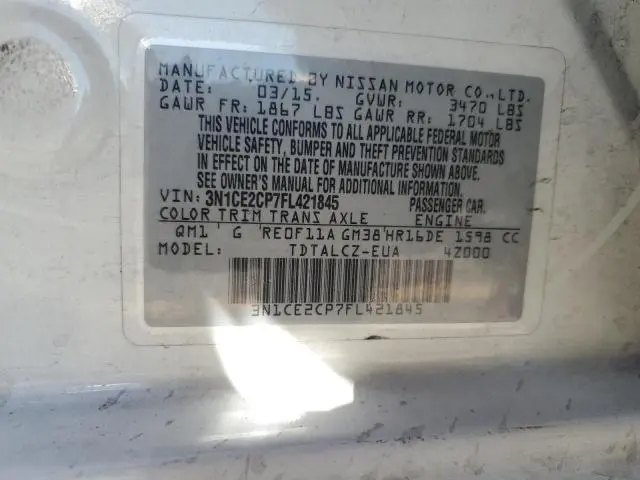 MANUFACTURED BY NISSAN MOTOR CO., LTD.
DATE: 03/15. GVWR: 3470 LBS
GAWR FR: 1867 LBS GAWR RR: 1704 LBS
THIS VEHICLE CONFORMS TO ALL APPLICABLE FEDERAL MOTOR
VEHICLE SAFETY, BUMPER AND THEFT PREVENTION STANDARDS
IN EFFECT ON THE DATE OF MANUFACTURE SHOWN ABOVE.
SEE OWNER'S MANUAL FOR ADDITIONAL INFORMATION.
VIN: 3N1CE2CP7FL421845 PASSENGER CAR.
COLOR TRIM TRANS AXLE ENGINE
QM1 G RE0F11A GM38 HR16DE 1598 CC
MODEL: TDTALCZ-EUA 42000
3N1CE2CP7FL421845